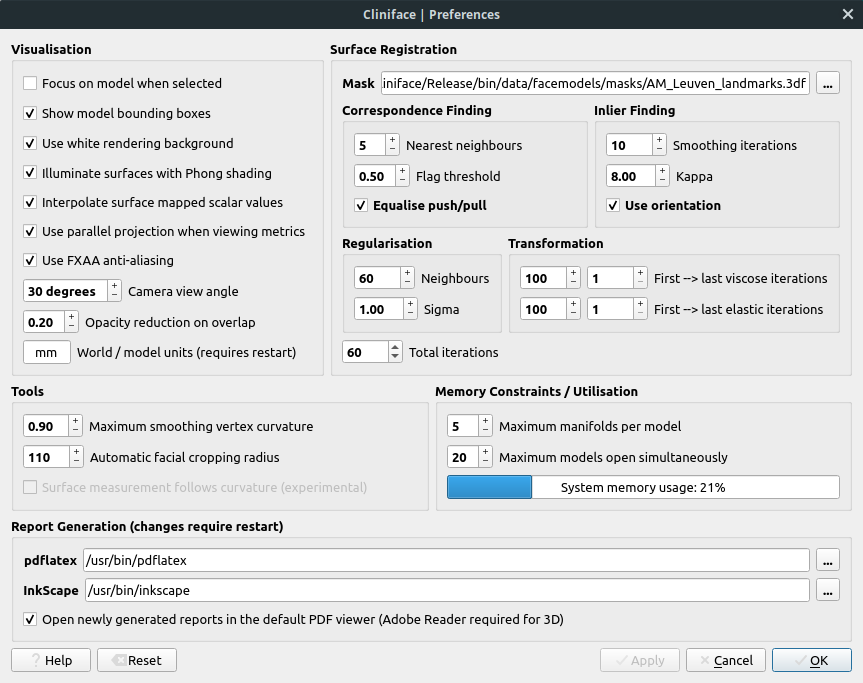 Cliniface | Preferences
Visualisation
Focus on model when selected
Show model bounding boxes
Use white rendering background
Illuminate surfaces with Phong shading
Interpolate surface mapped scalar values
Use parallel projection when viewing metrics
Use FXAA anti-aliasing
30 degrees Camera view angle
0.20 Opacity reduction on overlap
mm World / model units (requires restart)
Surface Registration
Mask iniface/Release/bin/data/facemodels/masks/AM_Leuven_landmarks.3df ...
Correspondence Finding
5 Nearest neighbours
0.50 Flag threshold
Equalise push/pull
Inlier Finding
10 Smoothing iterations
8.00 Kappa
Use orientation
Regularisation
60 Neighbours
1.00 Sigma
Transformation
100 1 First --> last viscose iterations
100 1 First --> last elastic iterations
60 Total iterations
Tools
0.90 Maximum smoothing vertex curvature
110 Automatic facial cropping radius
Surface measurement follows curvature (experimental)
Memory Constraints / Utilisation
5 Maximum manifolds per model
20 Maximum models open simultaneously
System memory usage: 21%
Report Generation (changes require restart)
pdflatex /usr/bin/pdflatex ...
InkScape /usr/bin/inkscape ...
Open newly generated reports in the default PDF viewer (Adobe Reader required for 3D)
? Help Reset Apply Cancel OK